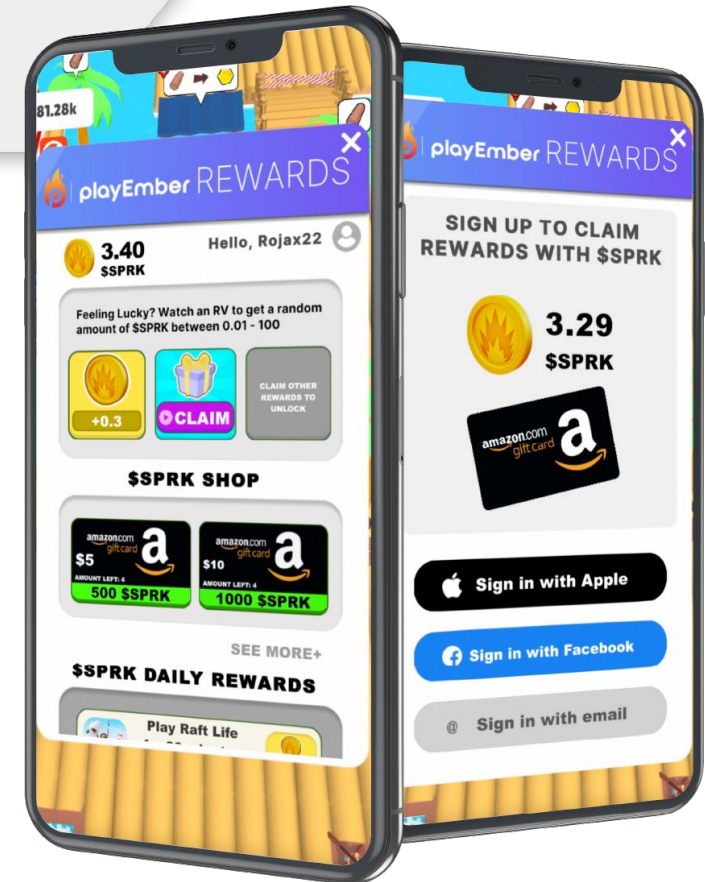 81.28k
playEmber REWARDS
3.40
$SPRK
Hello, Rojax22
Feeling Lucky? Watch an RV to get a random
amount of $SPRK between 0.01 - 100
+0.3
CLAIM
CLAIM OTHER
REWARDS TO
UNLOCK
$SPRK SHOP
amazon.com
gift card
a
$5
AMOUNT LEFT: 4
500 $SPRK
amazon.com
gift card
a
$10
AMOUNT LEFT: 4
1000 $SPRK
SEE MORE+
$SPRK DAILY REWARDS
Play Raft Life
playEmber REWARDS
SIGN UP TO CLAIM
REWARDS WITH $SPRK
3.29
$SPRK
amazon.com
gift card
a
Sign in with Apple
Sign in with Facebook
@ Sign in with email